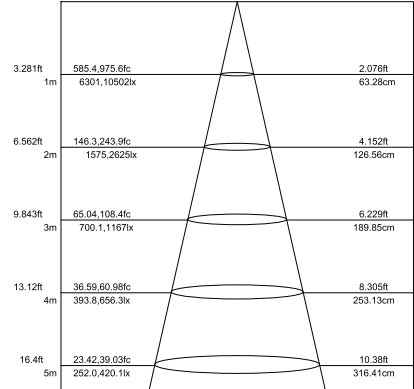 3.281ft 585.4,975.6fc 2.076ft
1m 6301,10502lx 63.28cm
6.562ft 146.3,243.9fc 4.152ft
2m 1575,2625lx 126.56cm
9.843ft 65.04,108.4fc 6.229ft
3m 700.1,1167lx 189.85cm
13.12ft 36.59,60.98fc 8.305ft
4m 393.8,656.3lx 253.13cm
16.4ft 23.42,39.03fc 10.38ft
5m 252.0,420.1lx 316.41cm